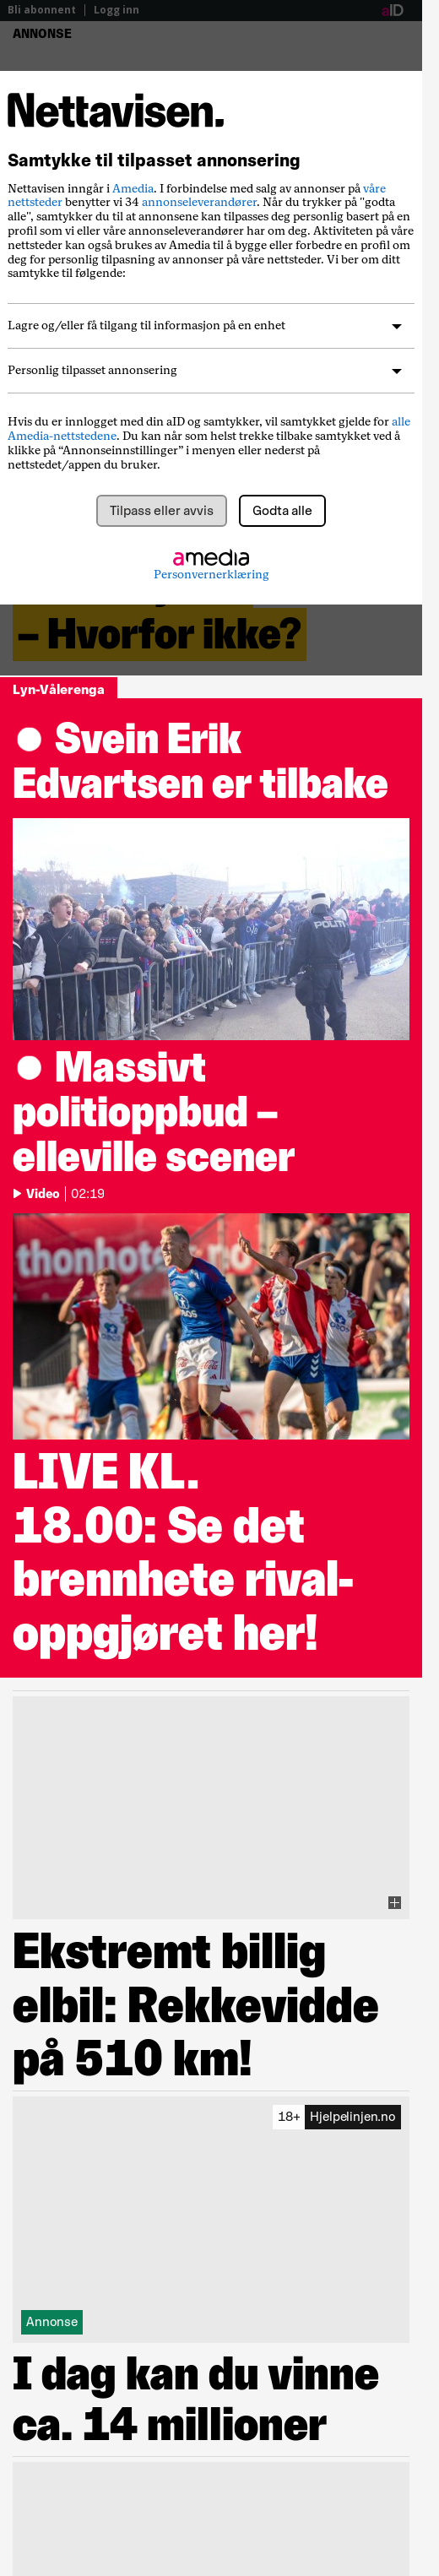 Bli abonnent | Logg inn aID
ANNONSE
Nettavisen.
Samtykke til tilpasset annonsering
Nettavisen inngår i Amedia. I forbindelse med salg av annonser på våre
nettsteder benytter vi 34 annonseleverandører. Når du trykker på "godta
alle", samtykker du til at annonsene kan tilpasses deg personlig basert på en
profil som vi eller våre annonseleverandører har om deg. Aktiviteten på våre
nettsteder kan også brukes av Amedia til å bygge eller forbedre en profil om
deg for personlig tilpasning av annonser på våre nettsteder. Vi ber om ditt
samtykke til følgende:
Lagre og/eller få tilgang til informasjon på en enhet
Personlig tilpasset annonsering
Hvis du er innlogget med din aID og samtykker, vil samtykket gjelde for alle
Amedia-nettstedene. Du kan når som helst trekke tilbake samtykket ved å
klikke på “Annonseinnstillinger” i menyen eller nederst på
nettstedet/appen du bruker.
Tilpass eller avvis
Godta alle
amedia
Personvernerklæring
– Hvorfor ikke?
Lyn-Vålerenga
Svein Erik
Edvartsen er tilbake
POLITI
Massivt
politioppbud –
elleville scener
Video | 02:19
thonhotels.no
LIVE KL.
18.00: Se det
brennhete rival-
oppgjøret her!
Ekstremt billig
elbil: Rekkevidde
på 510 km!
18+ Hjelpelinjen.no
Annonse
I dag kan du vinne
ca. 14 millioner